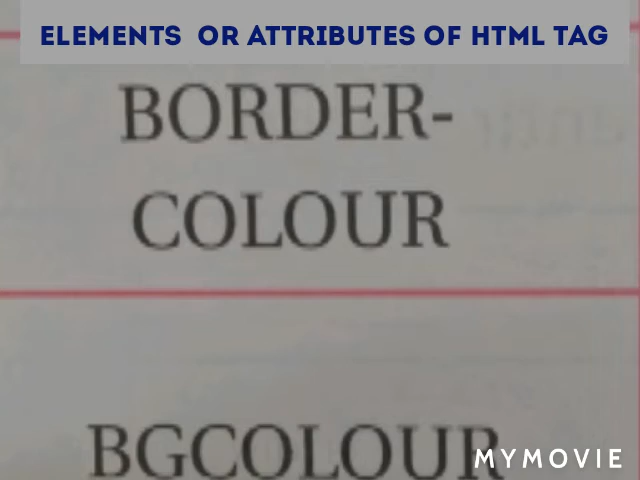 ELEMENTS OR ATTRIBUTES OF HTML TAG
BORDER-
COLOUR
BGCOLOUR
MYMOVIE